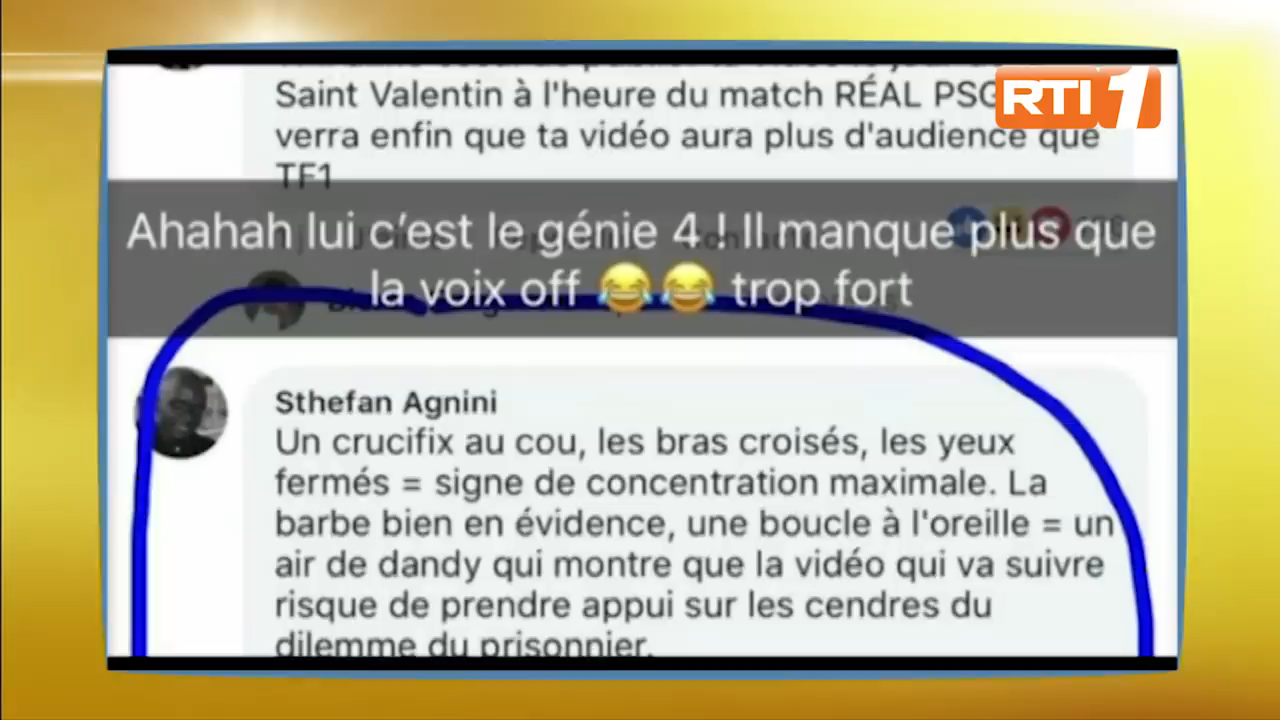 Saint Valentin à l'heure du match RÉAL PSG
RTI 1
verra enfin que ta vidéo aura plus d'audience que
TF1
Ahahah lui c’est le génie 4 ! Il manque plus que
la voix off 😂😂 trop fort
Sthefan Agnini
Un crucifix au cou, les bras croisés, les yeux
fermés = signe de concentration maximale. La
barbe bien en évidence, une boucle à l'oreille = un
air de dandy qui montre que la vidéo qui va suivre
risque de prendre appui sur les cendres du
dilemme du prisonnier.